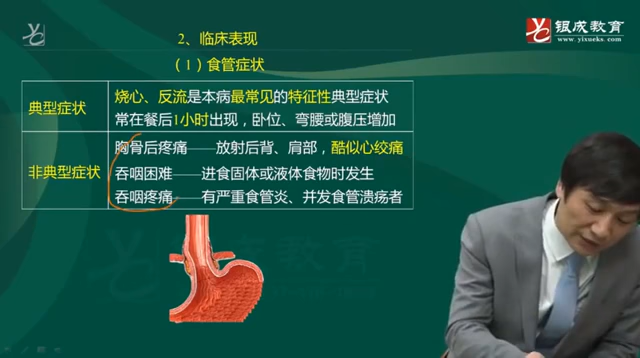 银成教育
www.yixueks.com
2、临床表现
（1）食管症状
典型症状
烧心、反流是本病最常见的特征性典型症状
常在餐后1小时出现，卧位、弯腰或腹压增加
非典型症状
胸骨后疼痛——放射后背、肩部，酷似心绞痛
吞咽困难——进食固体或液体食物时发生
吞咽疼痛——有严重食管炎、并发食管溃疡者
银成教育